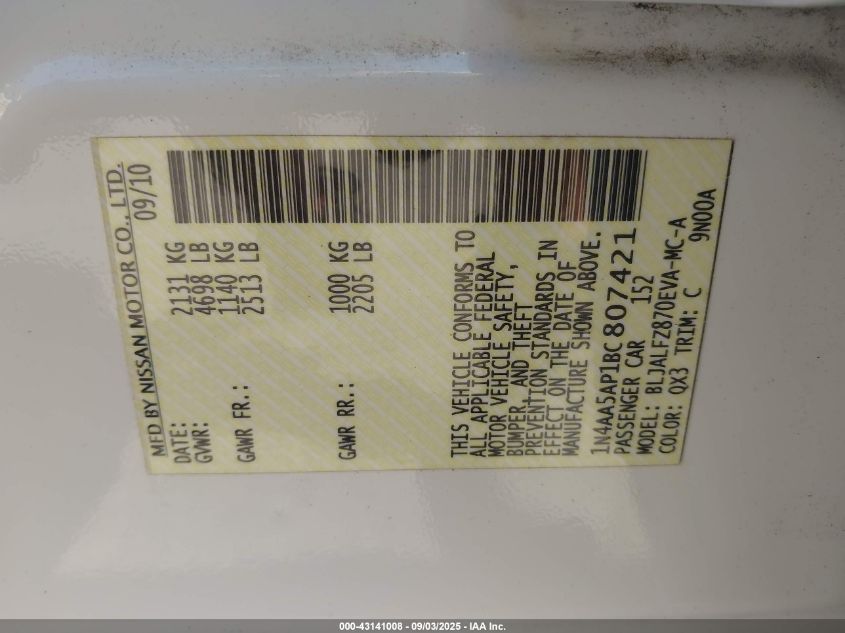 MFD BY NISSAN MOTOR CO., LTD.
DATE: 09/10
GVWR: 2131 KG
4698 LB
GAWR FR.: 1140 KG
2513 LB
GAWR RR.: 1000 KG
2205 LB
THIS VEHICLE CONFORMS TO
ALL APPLICABLE FEDERAL
MOTOR VEHICLE SAFETY,
BUMPER, AND THEFT
PREVENTION STANDARDS IN
EFFECT ON THE DATE OF
MANUFACTURE SHOWN ABOVE.
1N4AA5AP1BC807421
PASSENGER CAR 152
MODEL: BLJALFZ870EVA-MC-A
COLOR: QX3 TRIM: C 9N00A
000-43141008 - 09/03/2025 - IAA Inc.